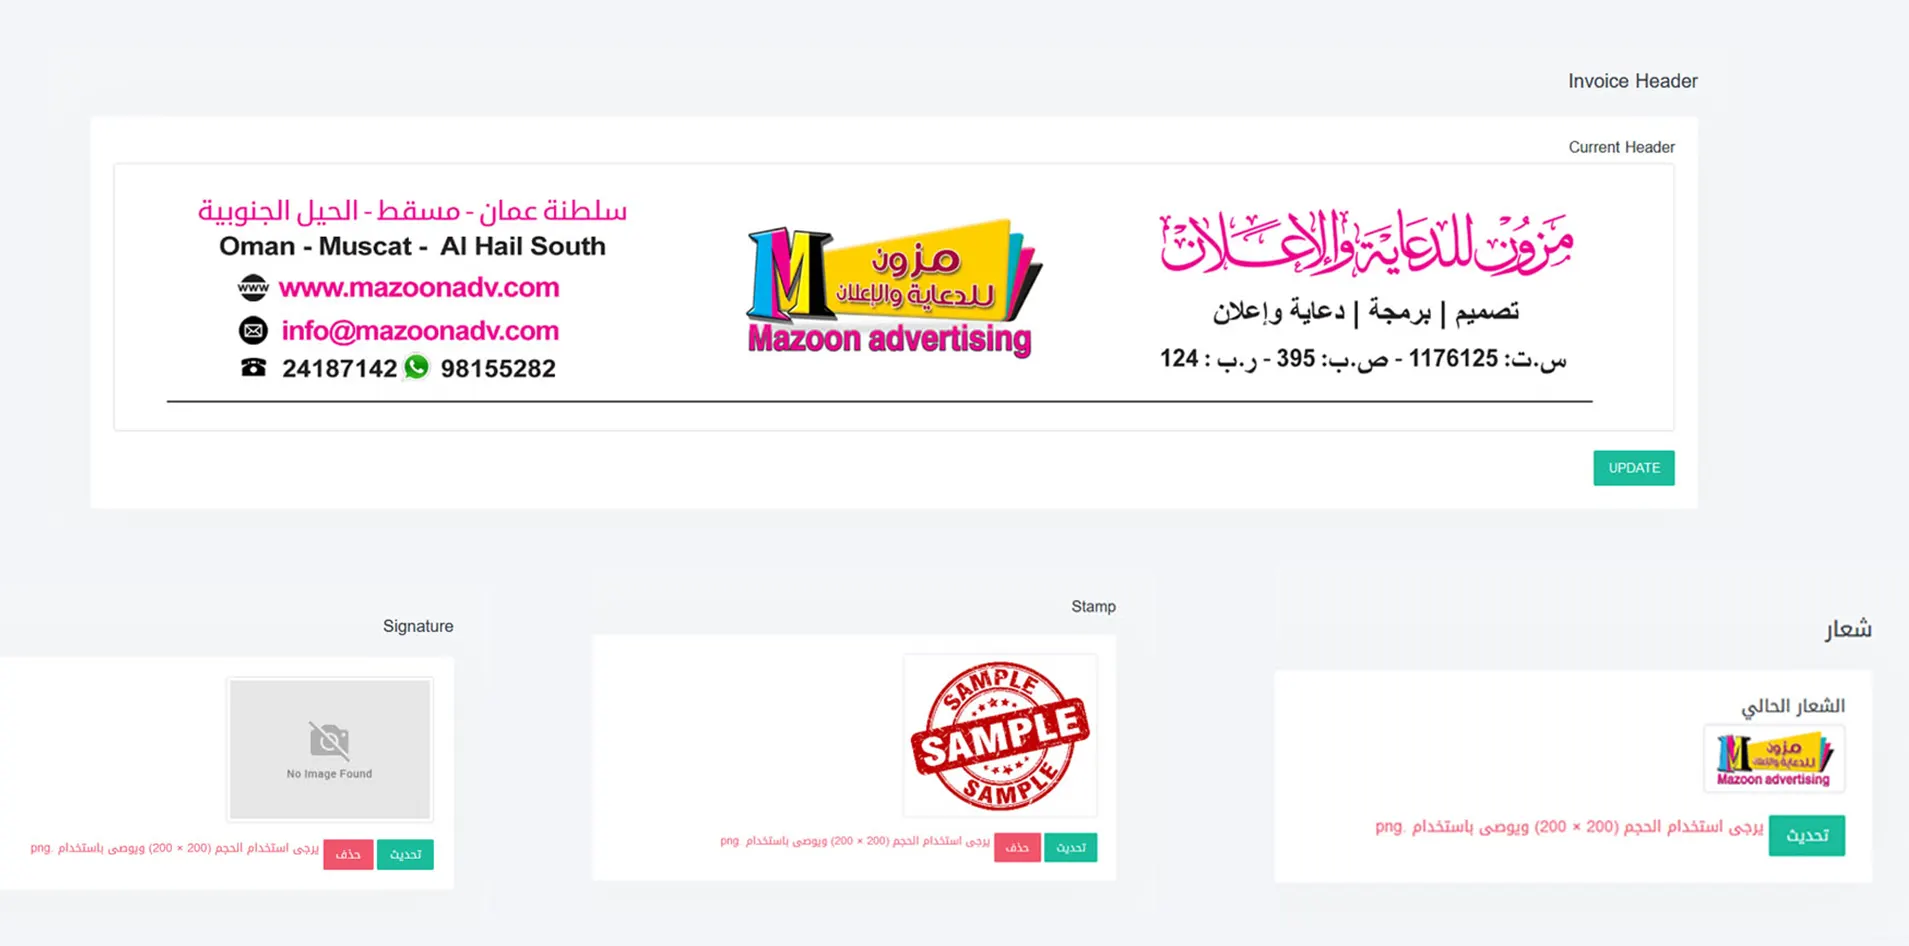 Invoice Header
Current Header
مزون للدعاية والإعلان
تصميم | برمجة | دعاية وإعلان
س.ت: 1176125 - ص.ب: 395 - ر.ب : 124
مزون
للدعاية والإعلان
Mazoon advertising
سلطنة عمان - مسقط - الحيل الجنوبية
Oman - Muscat - Al Hail South
www www.mazoonadv.com
info@mazoonadv.com
24187142 98155282
UPDATE
شعار
الشعار الحالي
مزون
للدعاية والإعلان
Mazoon advertising
تحديث يرجى استخدام الحجم (200 × 200) ويوصى باستخدام .png
Stamp
SAMPLE
SAMPLE
SAMPLE
تحديث حذف يرجى استخدام الحجم (200 × 200) ويوصى باستخدام .png
Signature
No Image Found
تحديث حذف يرجى استخدام الحجم (200 × 200) ويوصى باستخدام .png